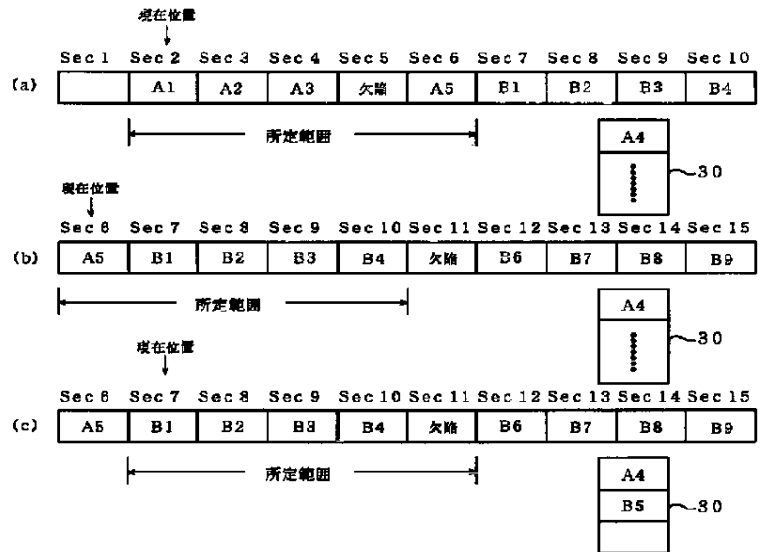 現在位置
Sec 1 Sec 2 Sec 3 Sec 4 Sec 5 Sec 6 Sec 7 Sec 8 Sec 9 Sec 10
(a) A1 A2 A3 欠陥 A5 B1 B2 B3 B4
所定範囲
A4
30
現在位置
Sec 6 Sec 7 Sec 8 Sec 9 Sec 10 Sec 11 Sec 12 Sec 13 Sec 14 Sec 15
(b) A5 B1 B2 B3 B4 欠陥 B6 B7 B8 B9
所定範囲
A4
30
現在位置
Sec 6 Sec 7 Sec 8 Sec 9 Sec 10 Sec 11 Sec 12 Sec 13 Sec 14 Sec 15
(c) A5 B1 B2 B3 B4 欠陥 B6 B7 B8 B9
所定範囲
A4
B5
30